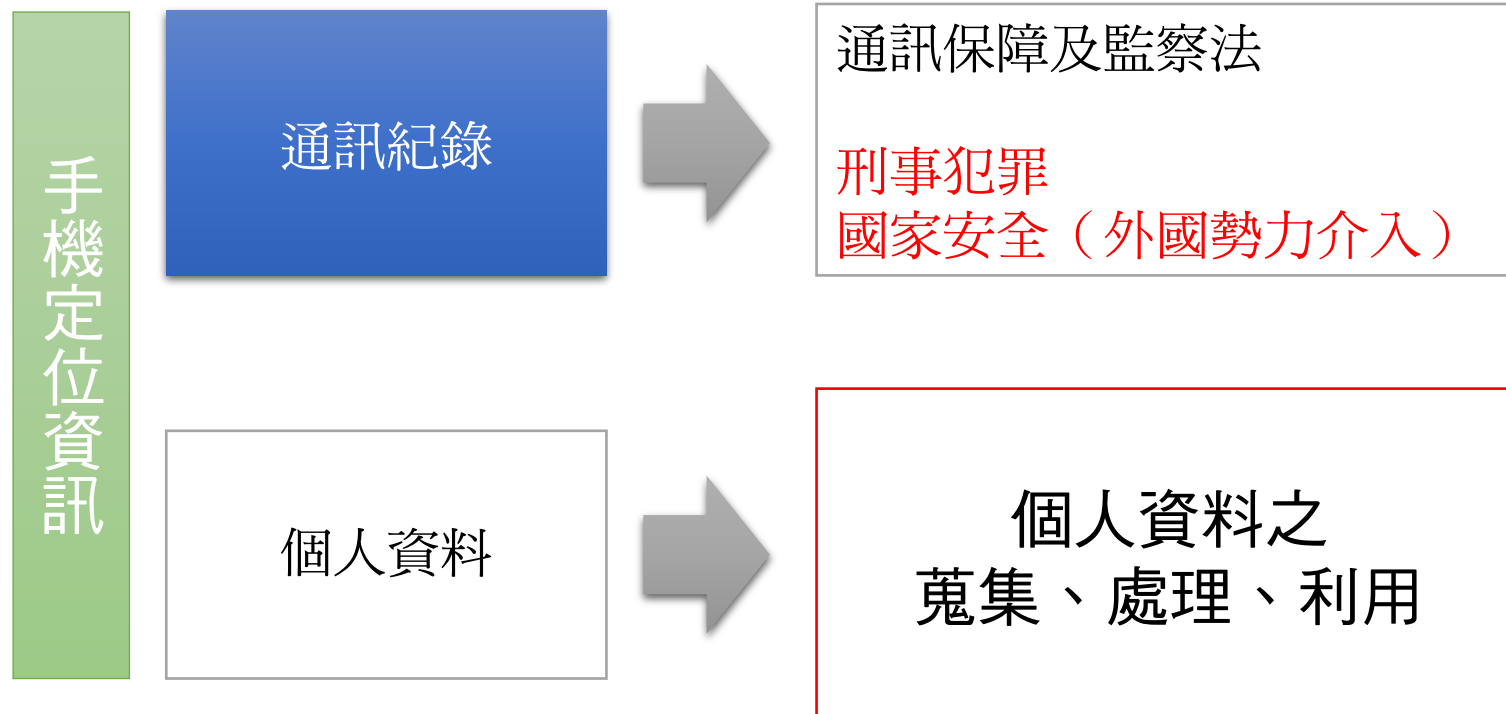 手機定位資訊
通訊紀錄
通訊保障及監察法
刑事犯罪
國家安全（外國勢力介入）
個人資料
個人資料之
蒐集、處理、利用